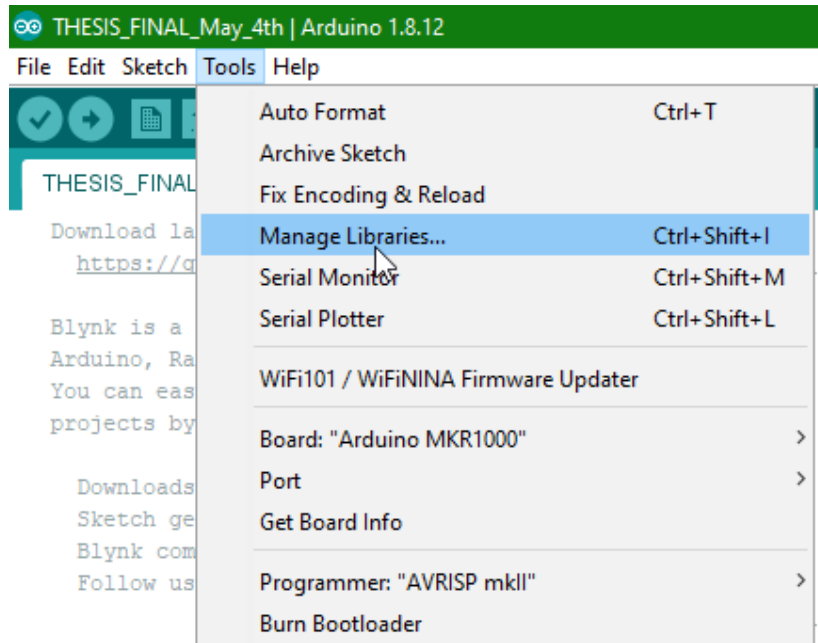 THESIS_FINAL_May_4th | Arduino 1.8.12
File Edit Sketch Tools Help
Auto Format Ctrl+T
Archive Sketch
THESIS_FINAL
Fix Encoding & Reload
Download la
Manage Libraries... Ctrl+Shift+I
https://g
Serial Monitor Ctrl+Shift+M
Serial Plotter Ctrl+Shift+L
Blynk is a
Arduino, Ra
WiFi101 / WiFiNINA Firmware Updater
You can eas
projects by
Board: "Arduino MKR1000"
Port
Downloads
Sketch ge
Get Board Info
Blynk com
Follow us
Programmer: "AVRISP mkII"
Burn Bootloader